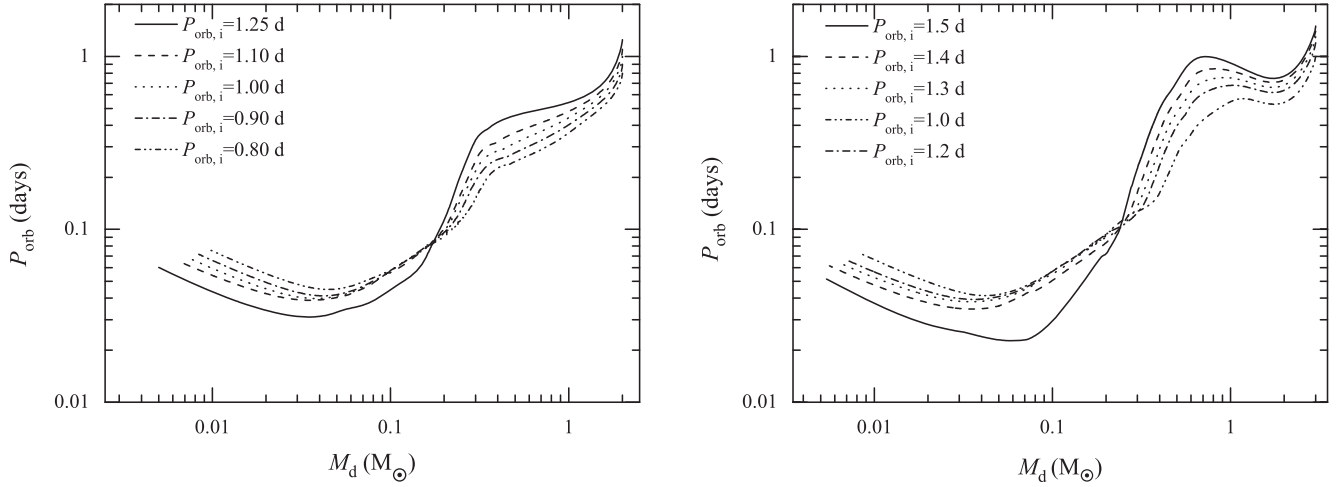 P_orb, i=1.25 d
P_orb, i=1.10 d
P_orb, i=1.00 d
P_orb, i=0.90 d
P_orb, i=0.80 d
1
0.1
0.01
P_orb (days)
0.01 0.1 1
M_d (M_⊙)
P_orb, i=1.5 d
P_orb, i=1.4 d
P_orb, i=1.3 d
P_orb, i=1.0 d
P_orb, i=1.2 d
1
0.1
0.01
P_orb (days)
0.01 0.1 1
M_d (M_⊙)